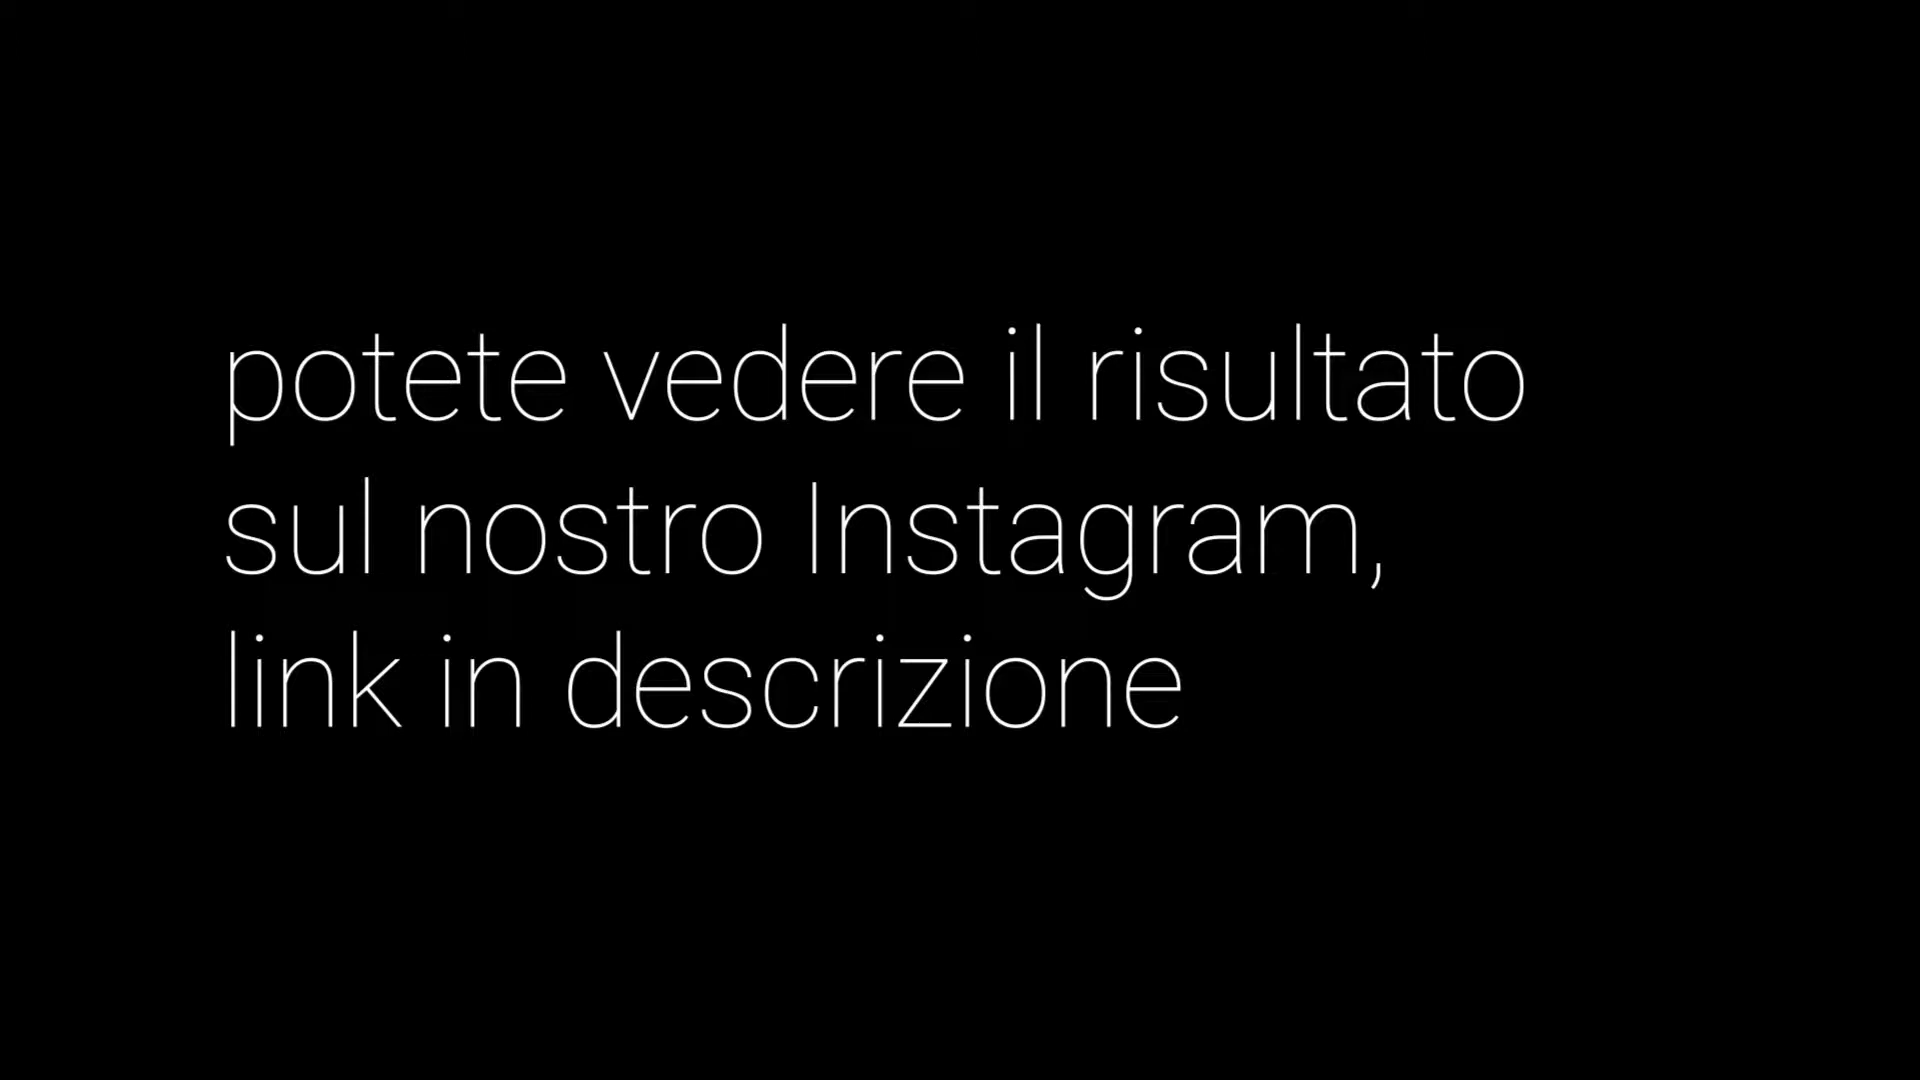 potete vedere il risultato
sul nostro Instagram,
link in descrizione